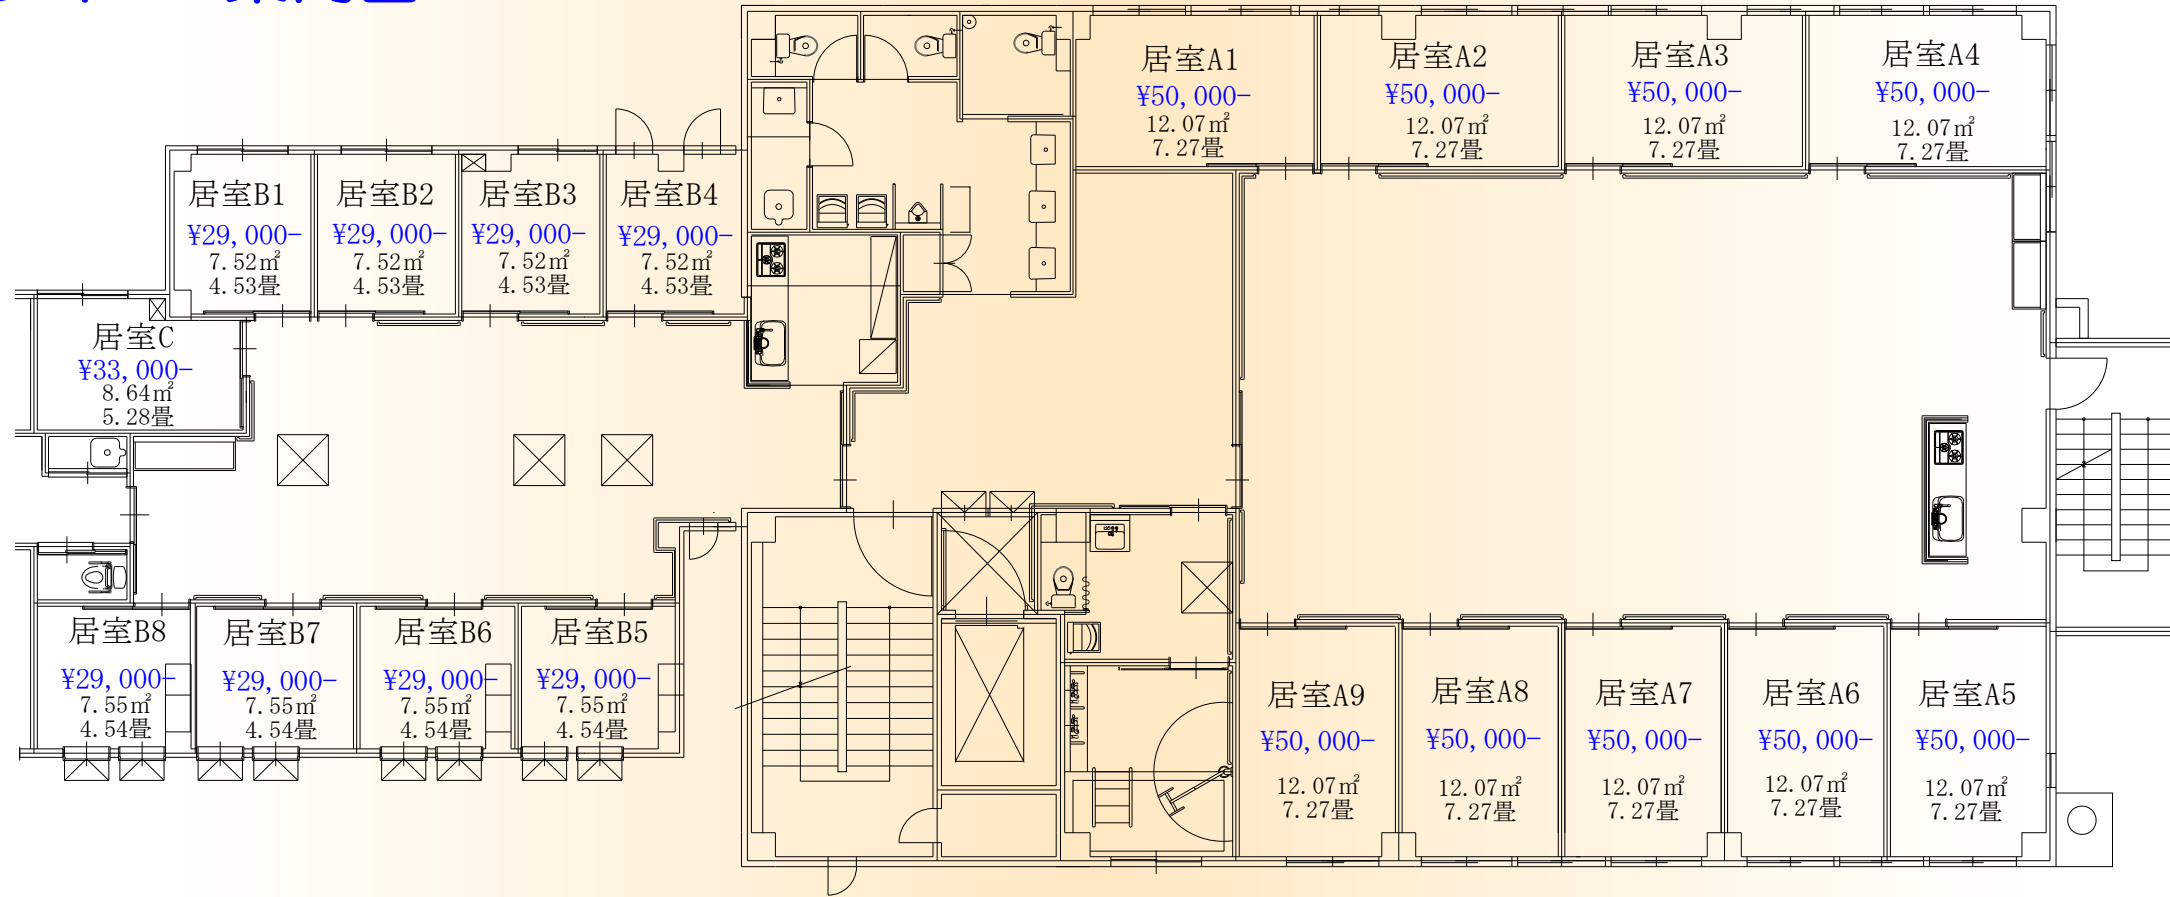 居室A1
¥50,000-
12.07㎡
7.27畳
居室A2
¥50,000-
12.07㎡
7.27畳
居室A3
¥50,000-
12.07㎡
7.27畳
居室A4
¥50,000-
12.07㎡
7.27畳
居室B1
¥29,000-
7.52㎡
4.53畳
居室B2
¥29,000-
7.52㎡
4.53畳
居室B3
¥29,000-
7.52㎡
4.53畳
居室B4
¥29,000-
7.52㎡
4.53畳
居室C
¥33,000-
8.64㎡
5.28畳
居室B8
¥29,000-
7.55㎡
4.54畳
居室B7
¥29,000-
7.55㎡
4.54畳
居室B6
¥29,000-
7.55㎡
4.54畳
居室B5
¥29,000-
7.55㎡
4.54畳
居室A9
¥50,000-
12.07㎡
7.27畳
居室A8
¥50,000-
12.07㎡
7.27畳
居室A7
¥50,000-
12.07㎡
7.27畳
居室A6
¥50,000-
12.07㎡
7.27畳
居室A5
¥50,000-
12.07㎡
7.27畳